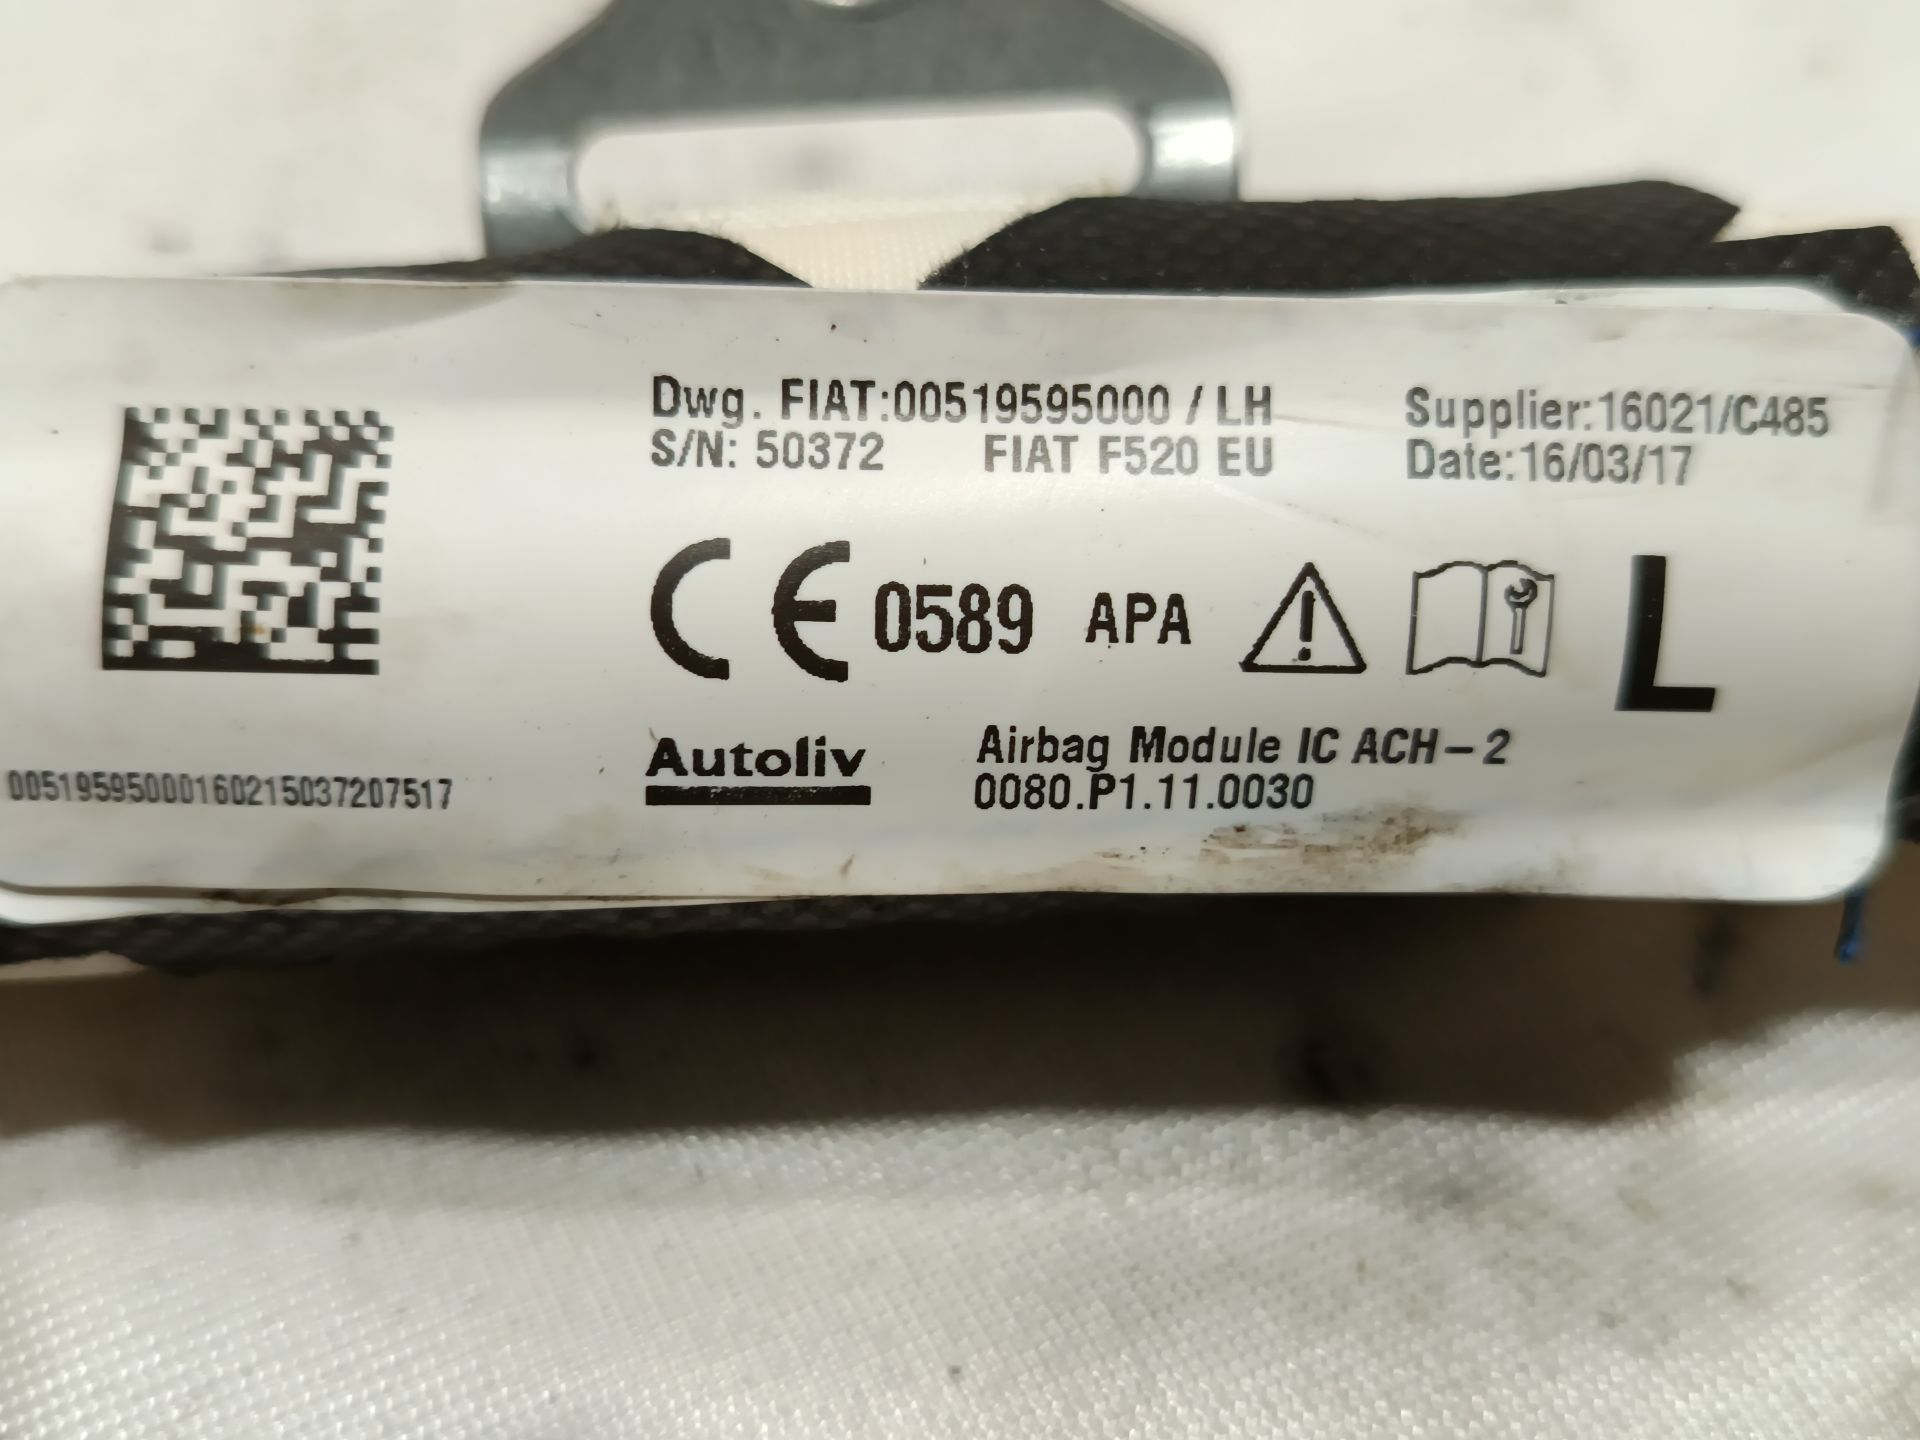 Dwg. FIAT:00519595000 / LH
S/N: 50372 FIAT F520 EU
Supplier:16021/C485
Date:16/03/17
CE 0589 APA
L
Autoliv
Airbag Module IC ACH-2
0080.P1.11.0030
00519595000160215037207517